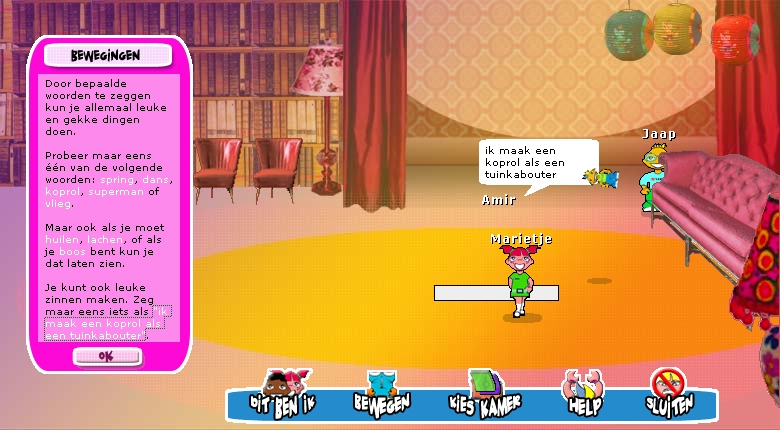 BEWEGINGEN
Door bepaalde
woorden te zeggen
kun je allemaal leuke
en gekke dingen
doen.
Probeer maar eens
één van de volgende
woorden: spring, dans,
koprol, superman of
vlieg.
Maar ook als je moet
huilen, lachen, of als
je boos bent kun je
dat laten zien.
Je kunt ook leuke
zinnen maken. Zeg
maar eens iets als "ik
maak een koprol als
een tuinkabouter".
OK
Jaap
ik maak een
koprol als een
tuinkabouter
Amir
Marietje
DIT BEN IK
BEWEGEN
KIES KAMER
HELP
SLUITEN